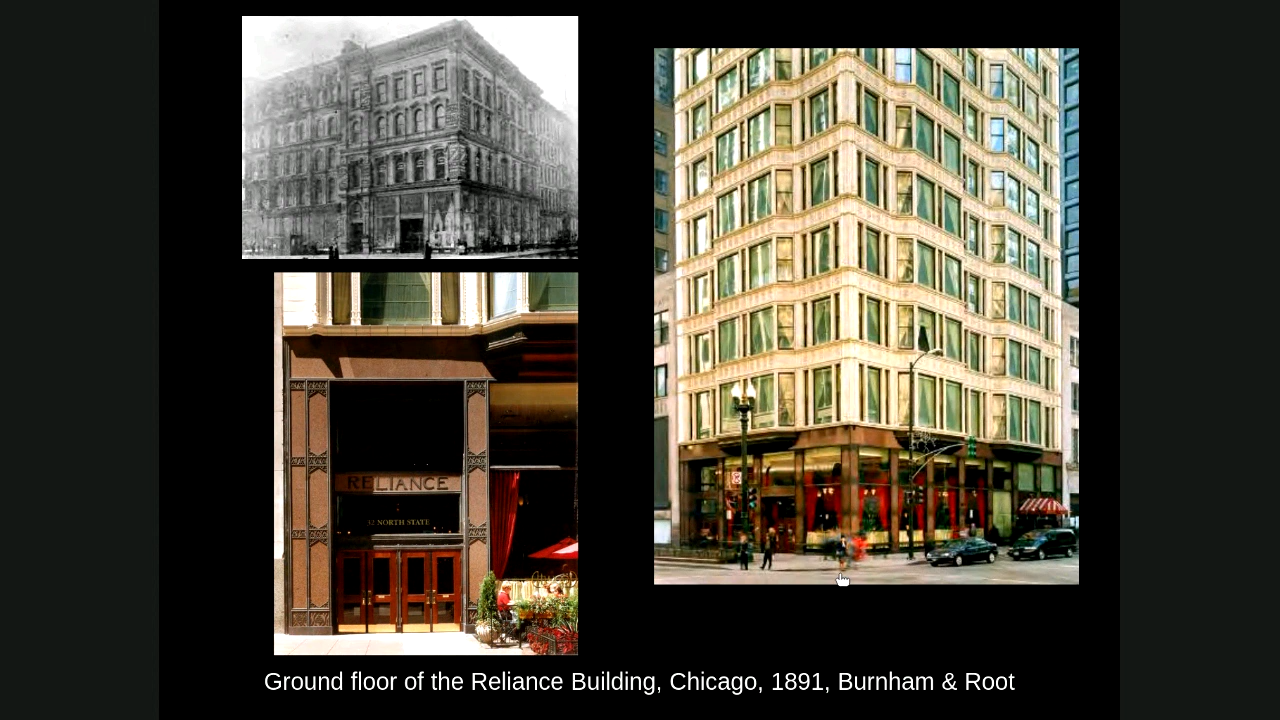 RELIANCE
32 NORTH STATE
Ground floor of the Reliance Building, Chicago, 1891, Burnham & Root